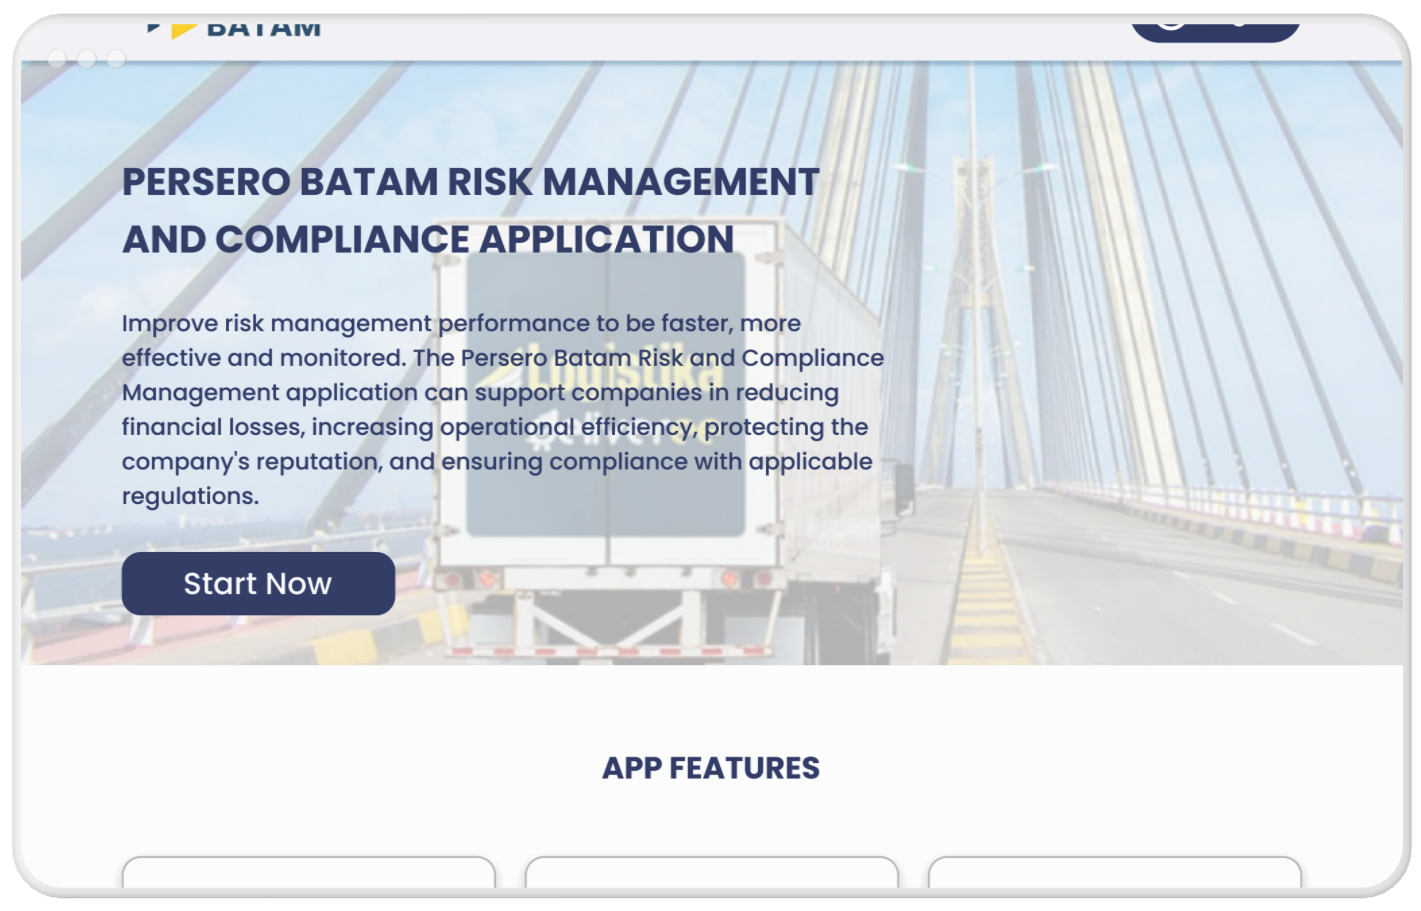 BATAM
PERSERO BATAM RISK MANAGEMENT
AND COMPLIANCE APPLICATION
Improve risk management performance to be faster, more
effective and monitored. The Persero Batam Risk and Compliance
Management application can support companies in reducing
financial losses, increasing operational efficiency, protecting the
company's reputation, and ensuring compliance with applicable
regulations.
Logistika
Deliveree
Start Now
APP FEATURES